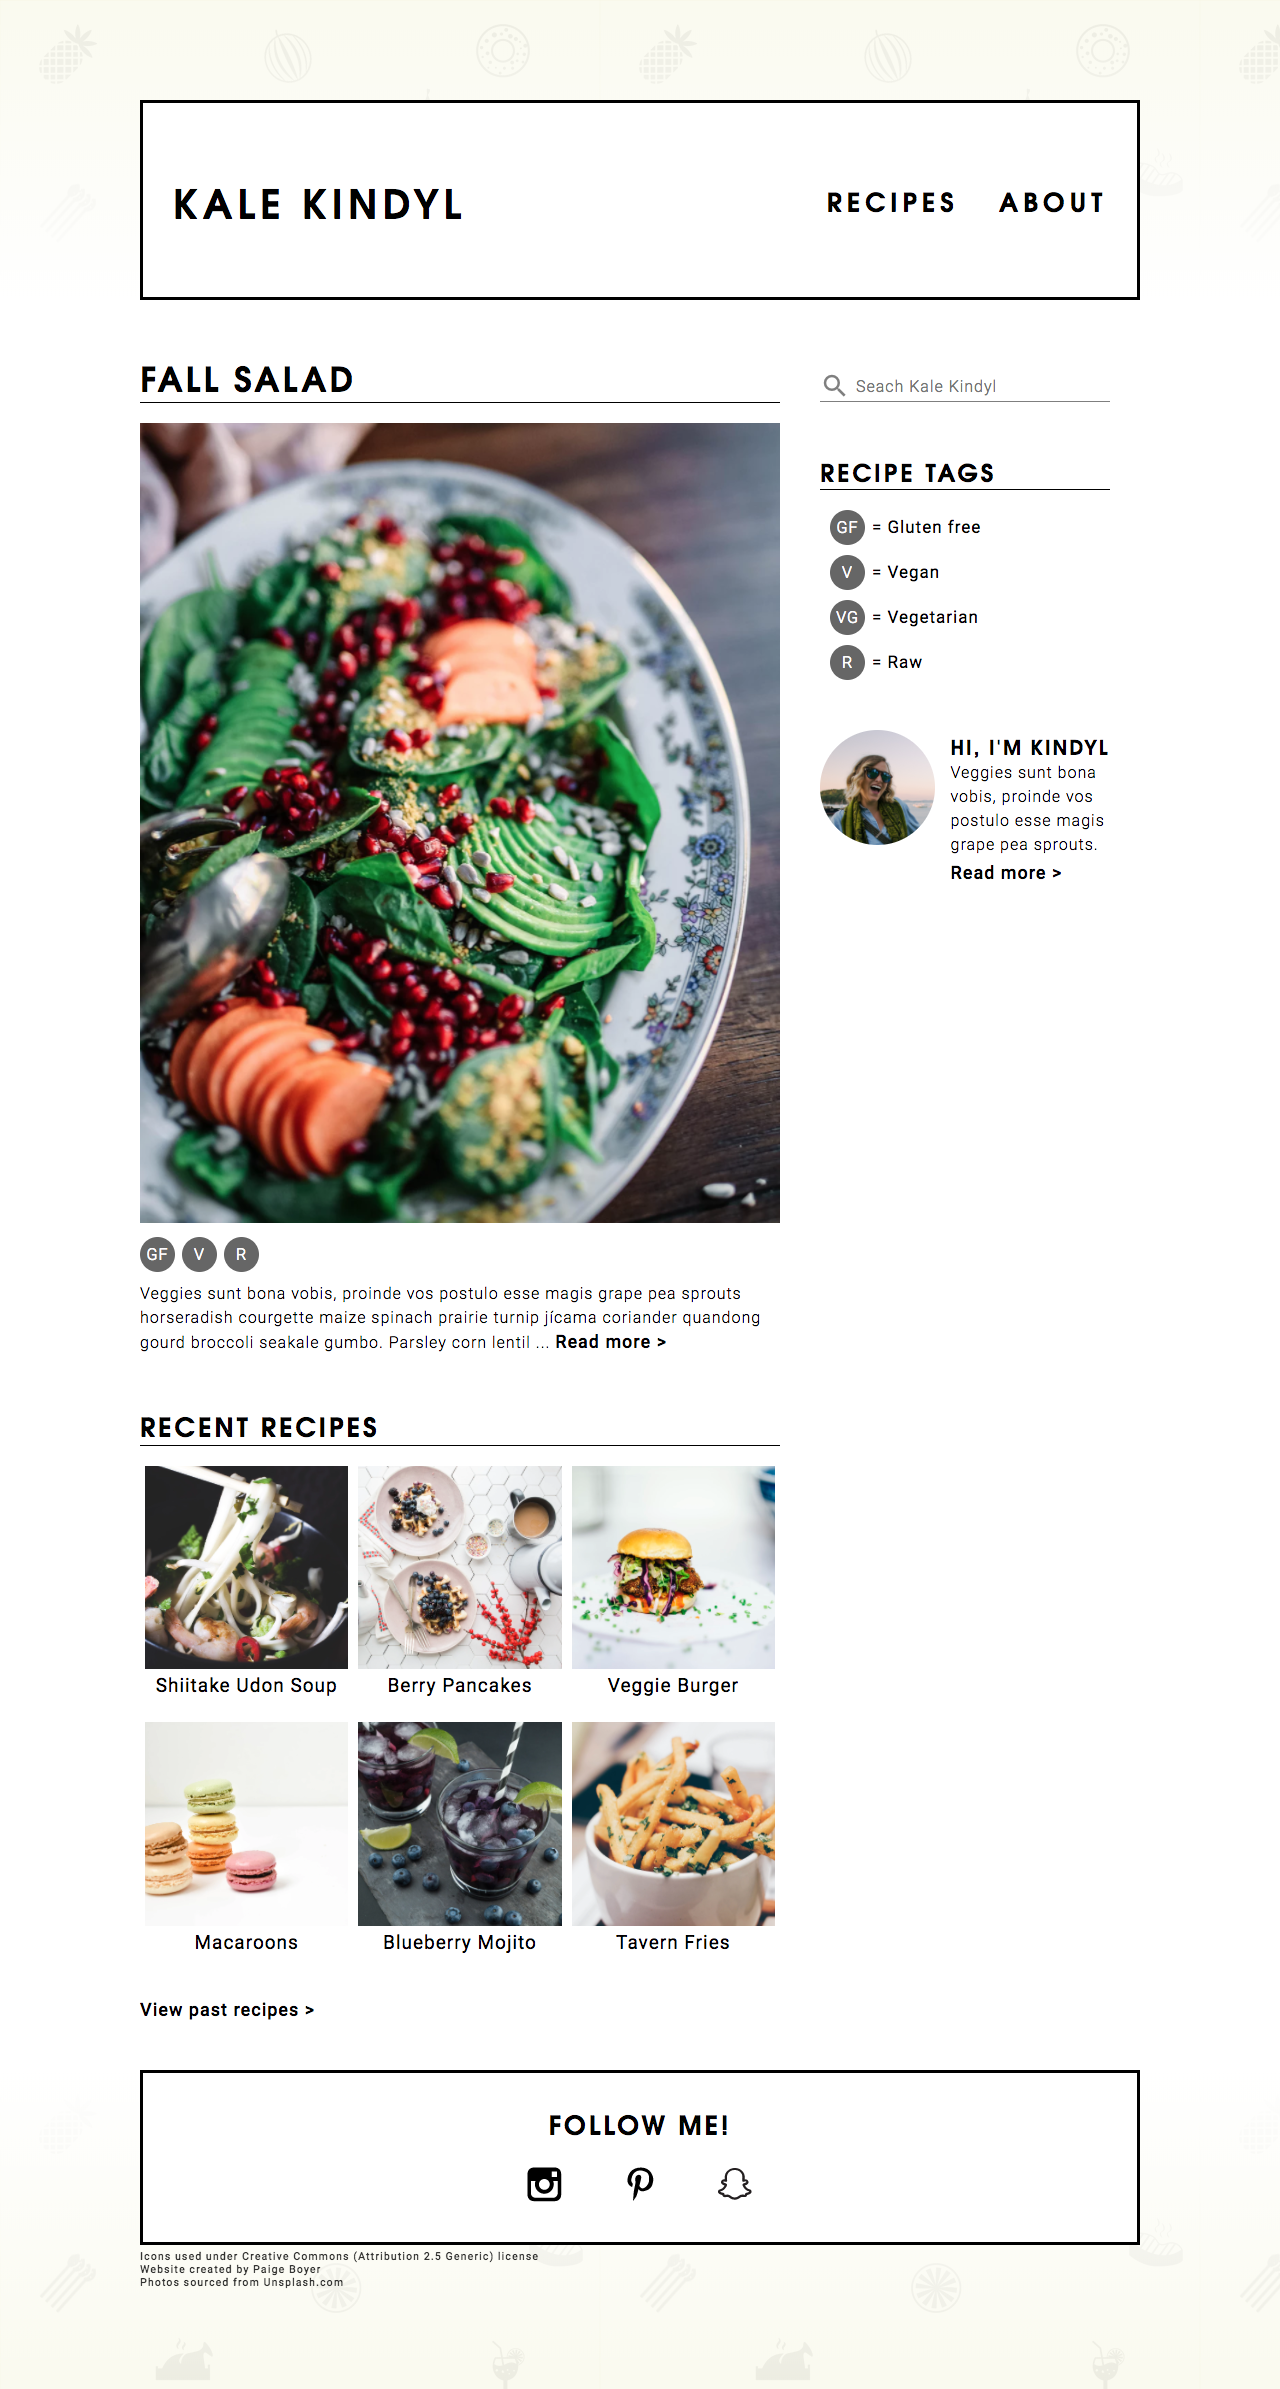 KALE KINDYL
RECIPES ABOUT
FALL SALAD
Seach Kale Kindyl
RECIPE TAGS
GF = Gluten free
V = Vegan
VG = Vegetarian
R = Raw
HI, I'M KINDYL
Veggies sunt bona
vobis, proinde vos
postulo esse magis
grape pea sprouts.
Read more >
GF V R
Veggies sunt bona vobis, proinde vos postulo esse magis grape pea sprouts
horseradish courgette maize spinach prairie turnip jícama coriander quandong
gourd broccoli seakale gumbo. Parsley corn lentil ... Read more >
RECENT RECIPES
Shiitake Udon Soup
Berry Pancakes
Veggie Burger
Macaroons
Blueberry Mojito
Tavern Fries
View past recipes >
FOLLOW ME!
Icons used under Creative Commons (Attribution 2.5 Generic) license
Website created by Paige Boyer
Photos sourced from Unsplash.com